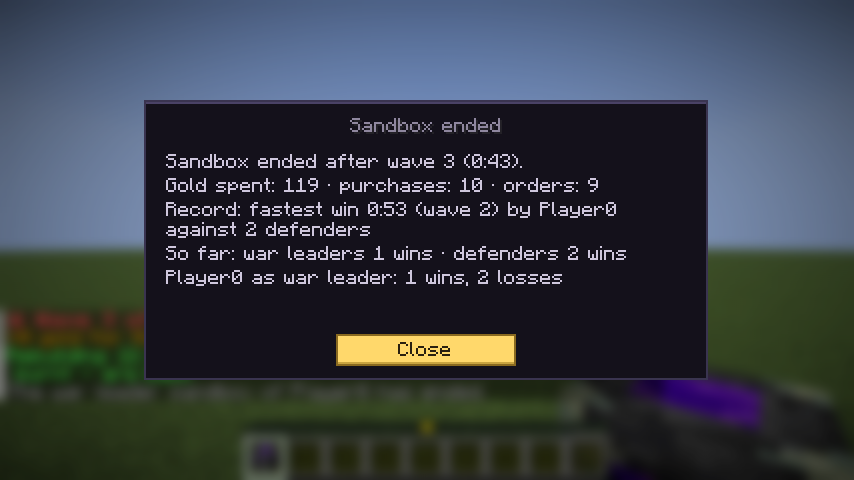 Sandbox ended
Sandbox ended after wave 3 (0:43).
Gold spent: 119 · purchases: 10 · orders: 9
Record: fastest win 0:53 (wave 2) by Player0
against 2 defenders
So far: war leaders 1 wins · defenders 2 wins
Player0 as war leader: 1 wins, 2 losses
Close